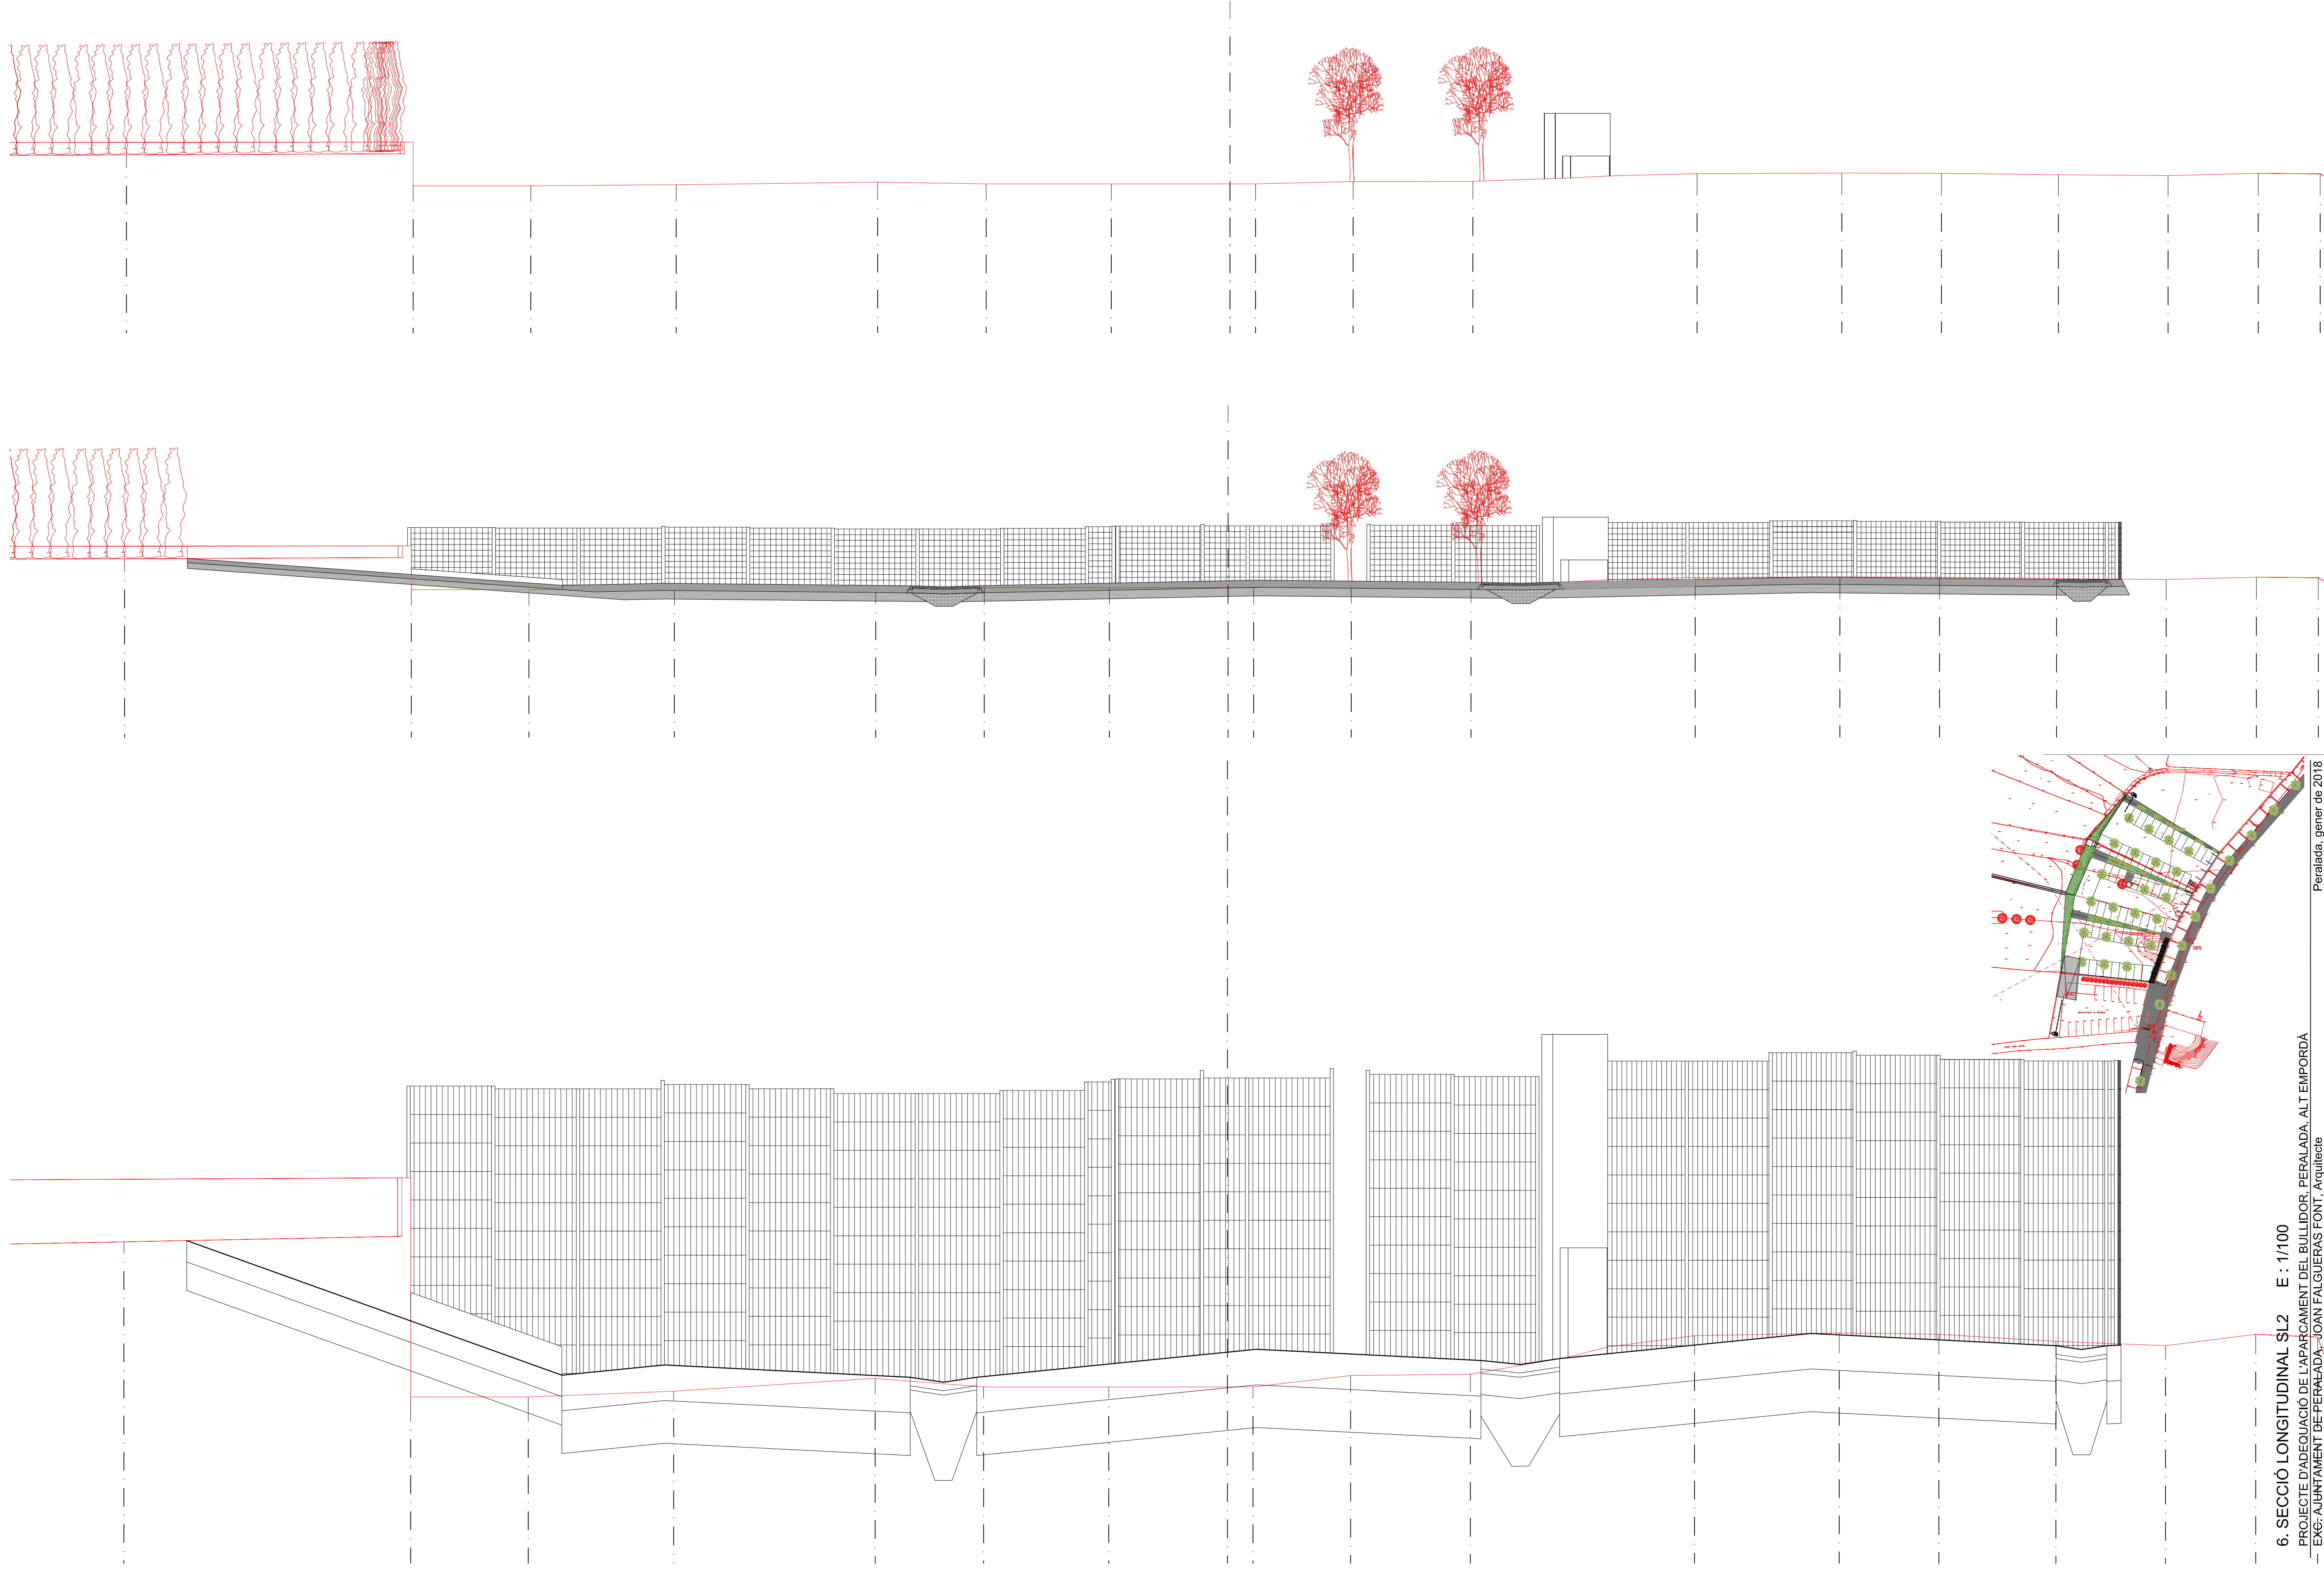 6. SECCIÓ LONGITUDINAL SL2 E : 1/100
PROJECTE D'ADEQUACIÓ DE L'APARCAMENT DEL BULLIDOR, PERALADA, ALT EMPORDÀ
EXC. AJUNTAMENT DE PERALADA, JOAN FALGUERAS FONT, Arquitecte Peralada, gener de 2018